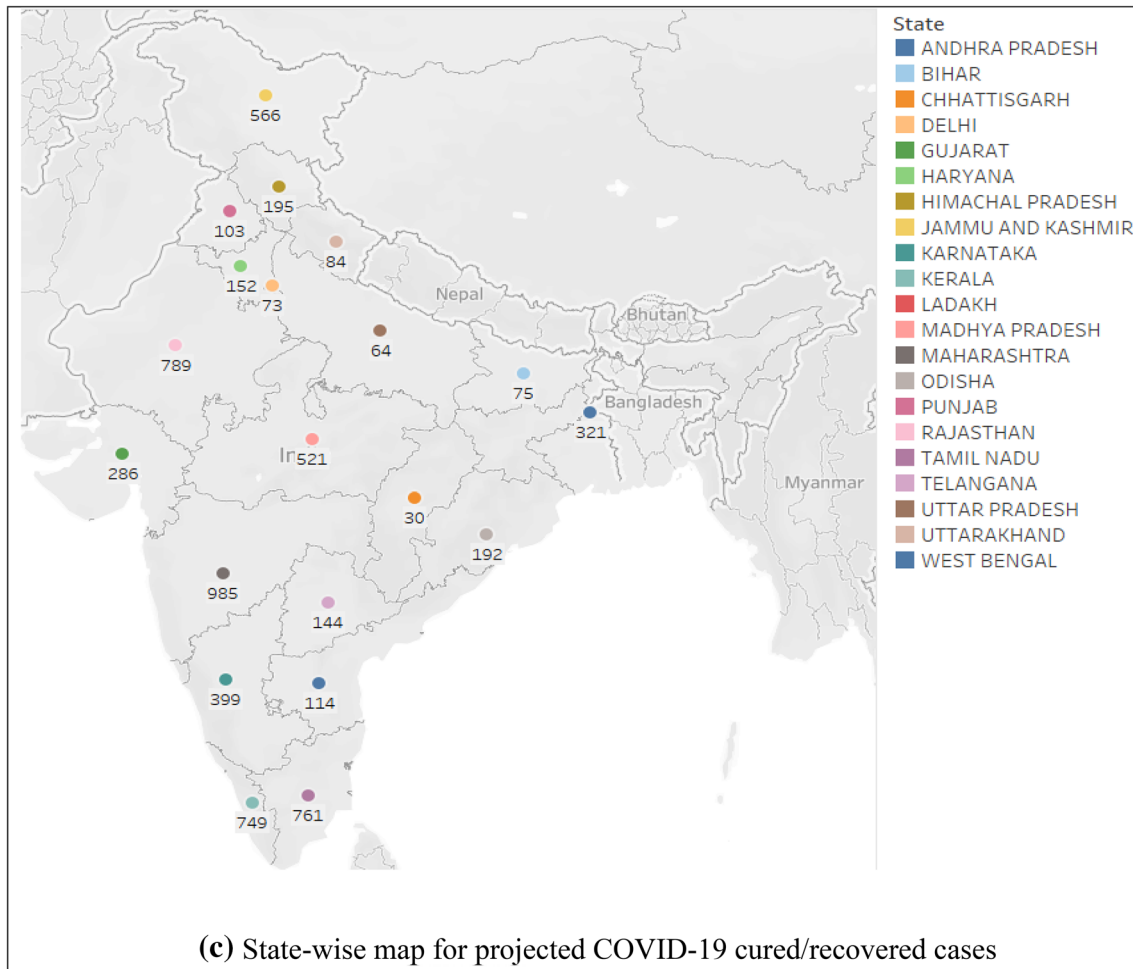 State
ANDHRA PRADESH
BIHAR
CHHATTISGARH
DELHI
GUJARAT
HARYANA
HIMACHAL PRADESH
JAMMU AND KASHMIR
KARNATAKA
KERALA
LADAKH
MADHYA PRADESH
MAHARASHTRA
ODISHA
PUNJAB
RAJASTHAN
TAMIL NADU
TELANGANA
UTTAR PRADESH
UTTARAKHAND
WEST BENGAL
566
195
103
84
152
73
Nepal
Bhutan
64
789
75
Bangladesh
321
In
521
286
Myanmar
30
192
985
144
399
114
749
761
(c) State-wise map for projected COVID-19 cured/recovered cases